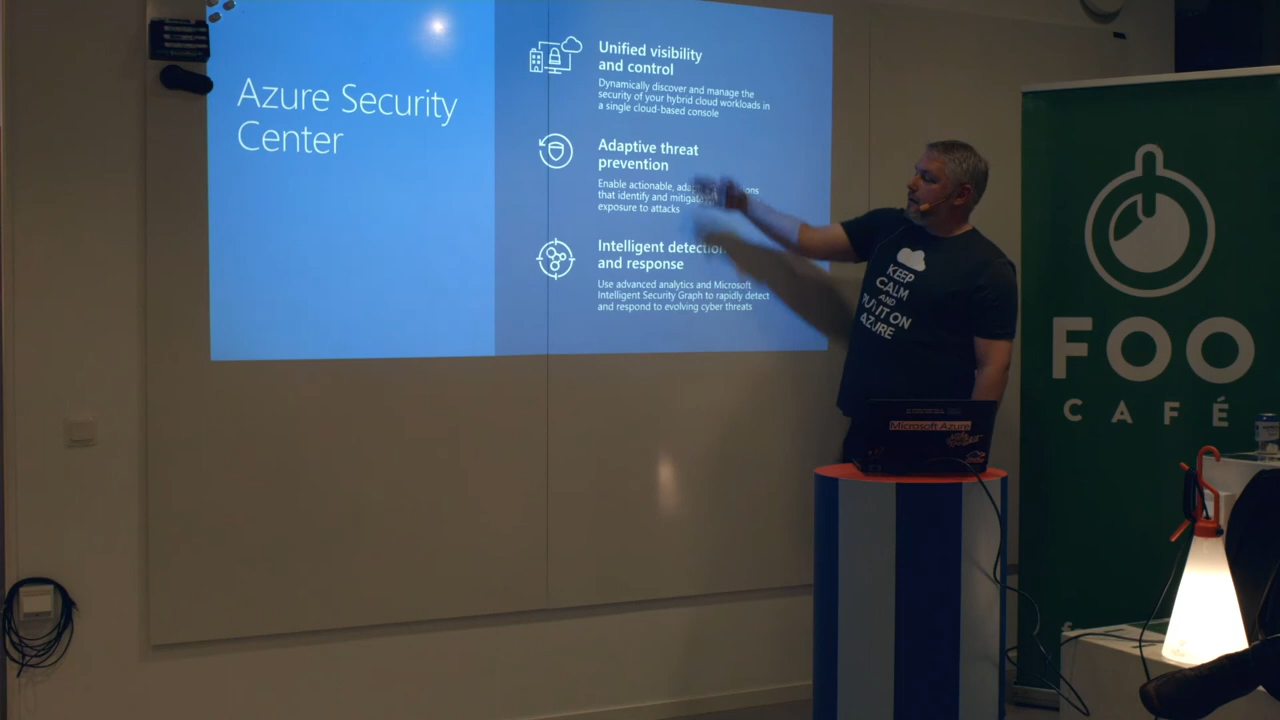 Azure Security
Center
Unified visibility
and control
Dynamically discover and manage the
security of your hybrid cloud workloads in
a single cloud-based console
Adaptive threat
prevention
Enable actionable,
that identify and
exposure to attacks
Intelligent detection
and response
Use advanced analytics and Microsoft
Intelligent Security Graph to rapidly detect
and respond to evolving cyber threats
KEEP
CALM
AND
PUT IT ON
AZURE
Microsoft Azure
FOO
CAFÉ